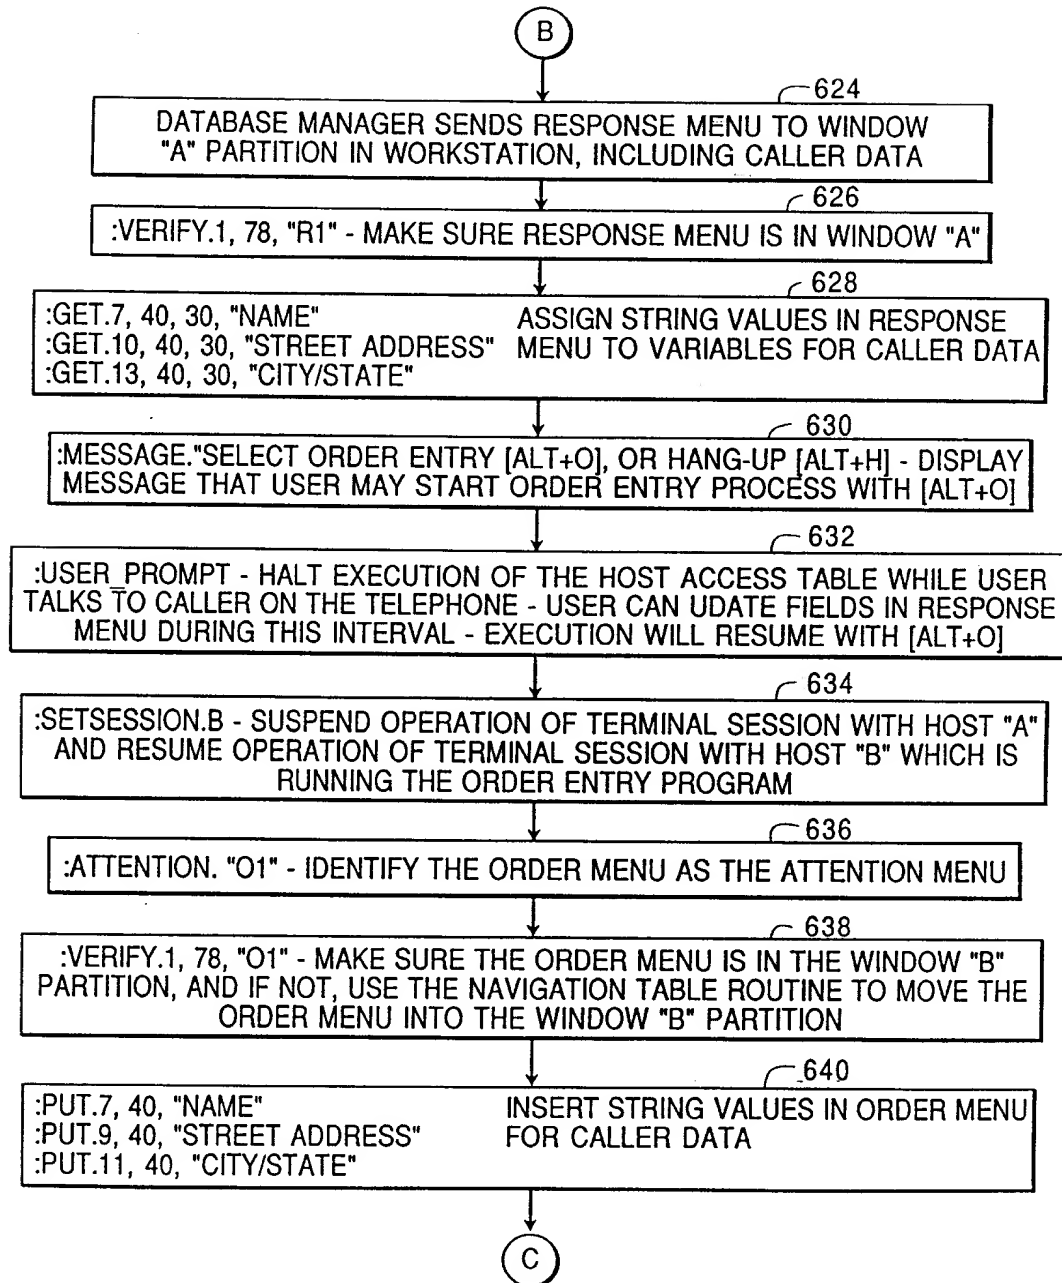 B
624
DATABASE MANAGER SENDS RESPONSE MENU TO WINDOW
"A" PARTITION IN WORKSTATION, INCLUDING CALLER DATA
626
:VERIFY.1, 78, "R1" - MAKE SURE RESPONSE MENU IS IN WINDOW "A"
628
:GET.7, 40, 30, "NAME" ASSIGN STRING VALUES IN RESPONSE
:GET.10, 40, 30, "STREET ADDRESS" MENU TO VARIABLES FOR CALLER DATA
:GET.13, 40, 30, "CITY/STATE"
630
:MESSAGE."SELECT ORDER ENTRY [ALT+O], OR HANG-UP [ALT+H] - DISPLAY
MESSAGE THAT USER MAY START ORDER ENTRY PROCESS WITH [ALT+O]
632
:USER_PROMPT - HALT EXECUTION OF THE HOST ACCESS TABLE WHILE USER
TALKS TO CALLER ON THE TELEPHONE - USER CAN UDATE FIELDS IN RESPONSE
MENU DURING THIS INTERVAL - EXECUTION WILL RESUME WITH [ALT+O]
634
:SETSESSION.B - SUSPEND OPERATION OF TERMINAL SESSION WITH HOST "A"
AND RESUME OPERATION OF TERMINAL SESSION WITH HOST "B" WHICH IS
RUNNING THE ORDER ENTRY PROGRAM
636
:ATTENTION. "O1" - IDENTIFY THE ORDER MENU AS THE ATTENTION MENU
638
:VERIFY.1, 78, "O1" - MAKE SURE THE ORDER MENU IS IN THE WINDOW "B"
PARTITION, AND IF NOT, USE THE NAVIGATION TABLE ROUTINE TO MOVE THE
ORDER MENU INTO THE WINDOW "B" PARTITION
640
:PUT.7, 40, "NAME" INSERT STRING VALUES IN ORDER MENU
:PUT.9, 40, "STREET ADDRESS" FOR CALLER DATA
:PUT.11, 40, "CITY/STATE"
C